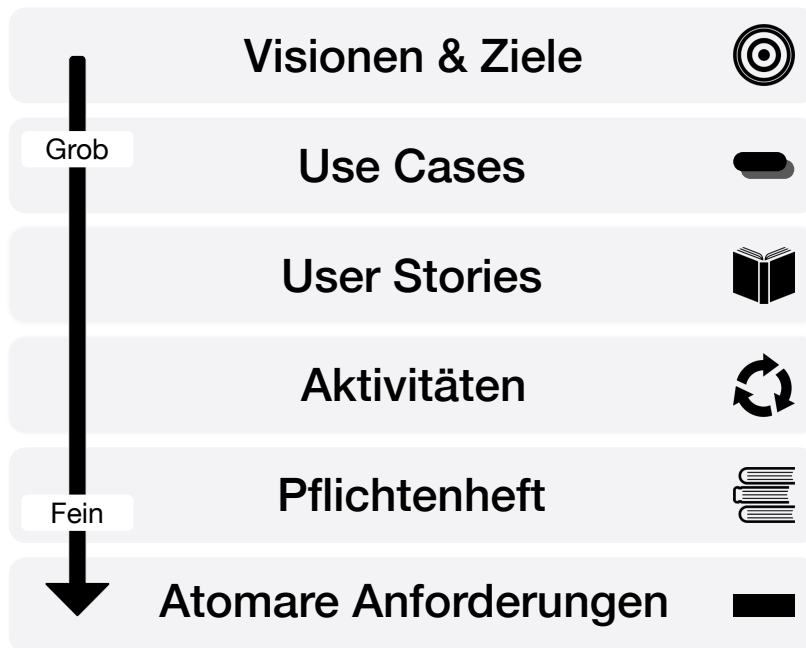 Visionen & Ziele
Grob
Use Cases
User Stories
Aktivitäten
Pflichtenheft
Fein
Atomare Anforderungen